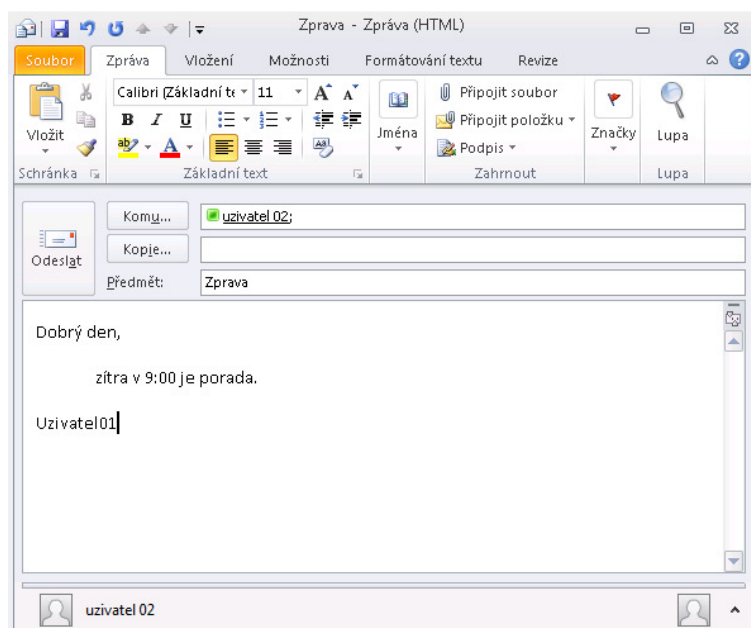 Zprava - Zpráva (HTML)
Soubor Zpráva Vložení Možnosti Formátování textu Revize
Vložit
Schránka
Calibri (Základní te 11
B I U
Základní text
Jména
Připojit soubor
Připojit položku
Podpis
Zahrnout
Značky
Lupa
Lupa
Odeslat
Komu... uzivatel 02;
Kopie...
Předmět: Zprava
Dobrý den,
zítra v 9:00 je porada.
Uzivatel01
uzivatel 02